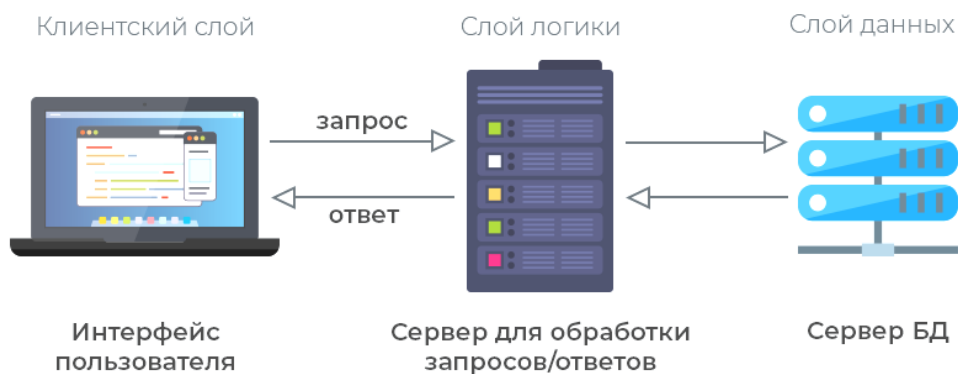 Клиентский слой
Слой логики
Слой данных
запрос
ответ
Интерфейс
пользователя
Сервер для обработки
запросов/ответов
Сервер БД